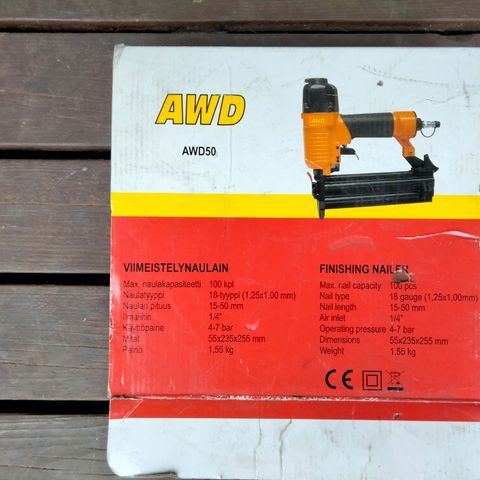 AWD
AWD50
AWD
VIIMEISTELYNAULAIN
Max. naulakapasiteetti 100 kpl
Naulatyyppi 18-tyyppi (1,25x1,00 mm)
Naulan pituus 15-50 mm
Ilmaliitin 1/4"
Käyttöpaine 4-7 bar
Mitat 55x235x255 mm
Paino 1,55 kg
FINISHING NAILER
Max. nail capacity 100 pcs
Nail type 18 gauge (1,25x1,00mm)
Nail length 15-50 mm
Air inlet 1/4"
Operating pressure 4-7 bar
Dimensions 55x235x255 mm
Weight 1,55 kg
CE